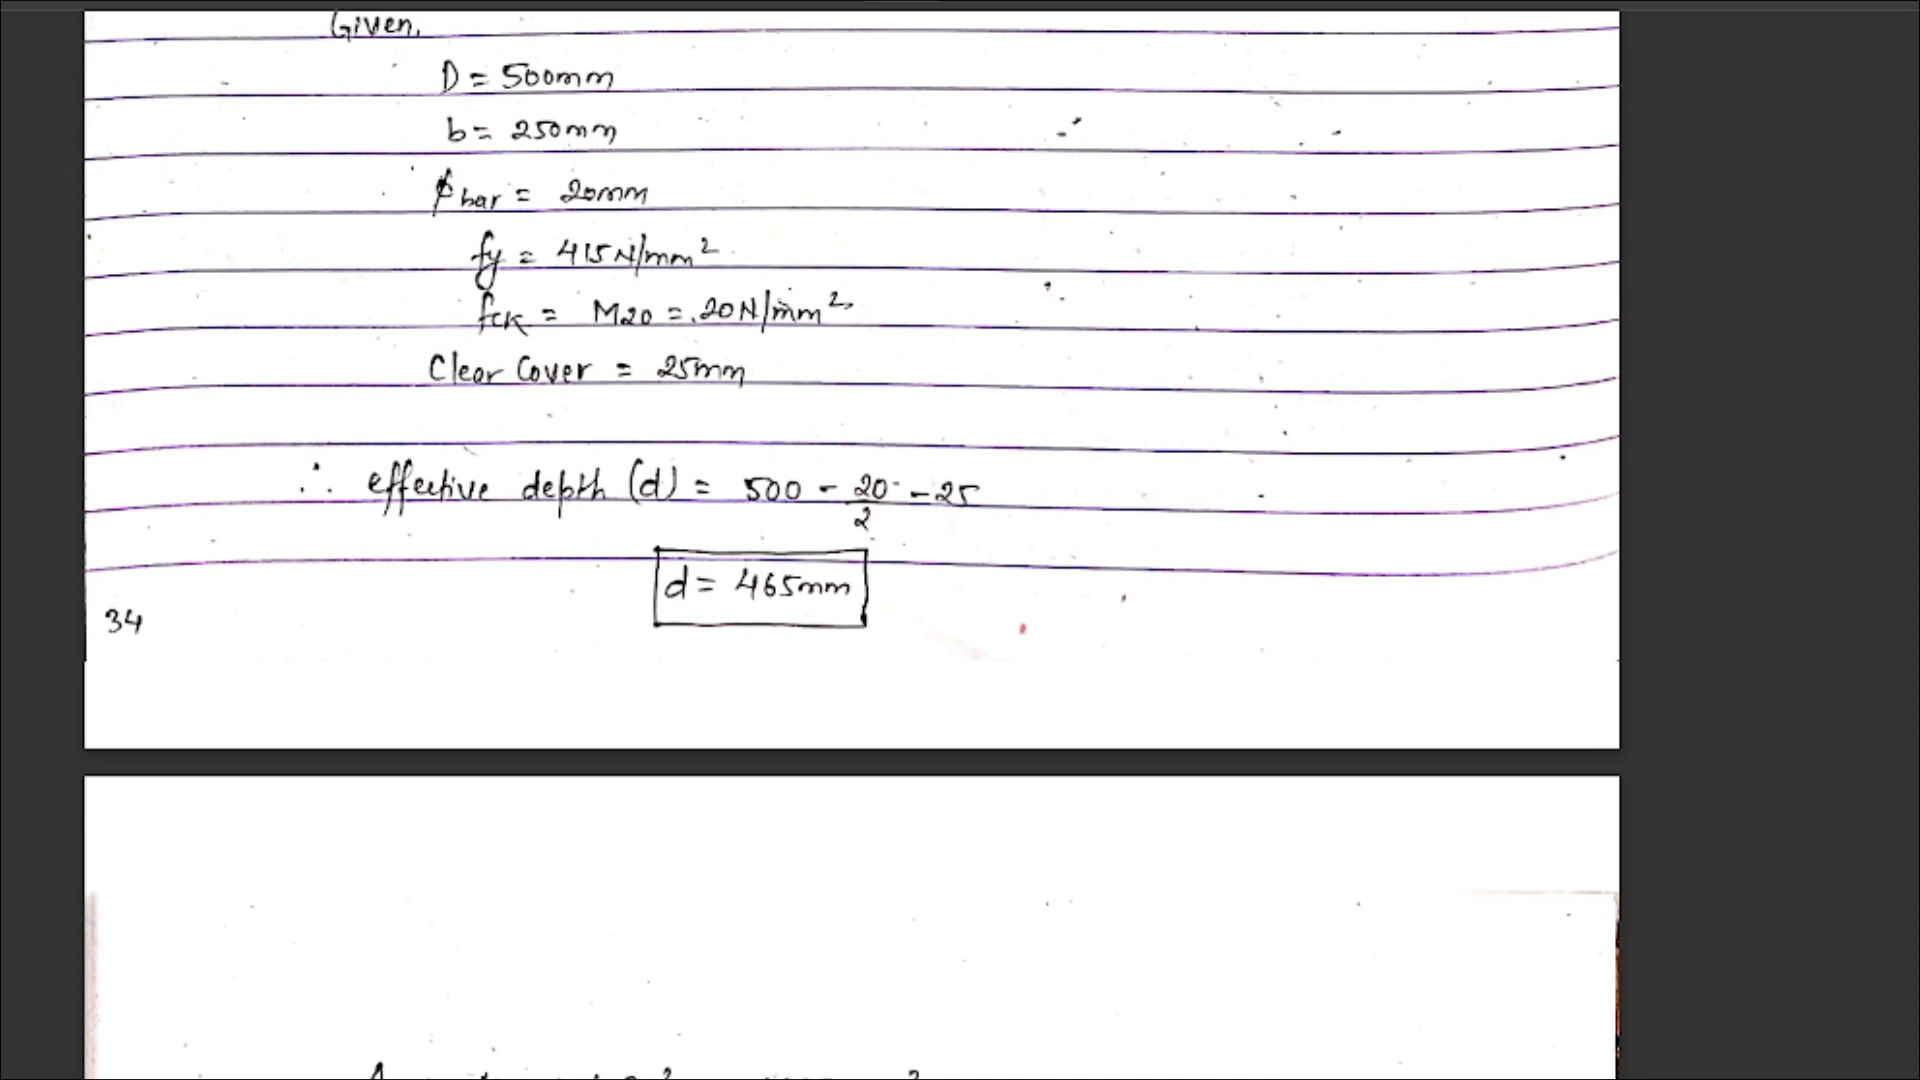 Given,
D = 500mm
b = 250mm
ϕbar = 20mm
fy = 415N/mm²
fck = M20 = 20N/mm²
Clear Cover = 25mm
∴ effective depth (d) = 500 - 20/2 - 25
d = 465mm
34